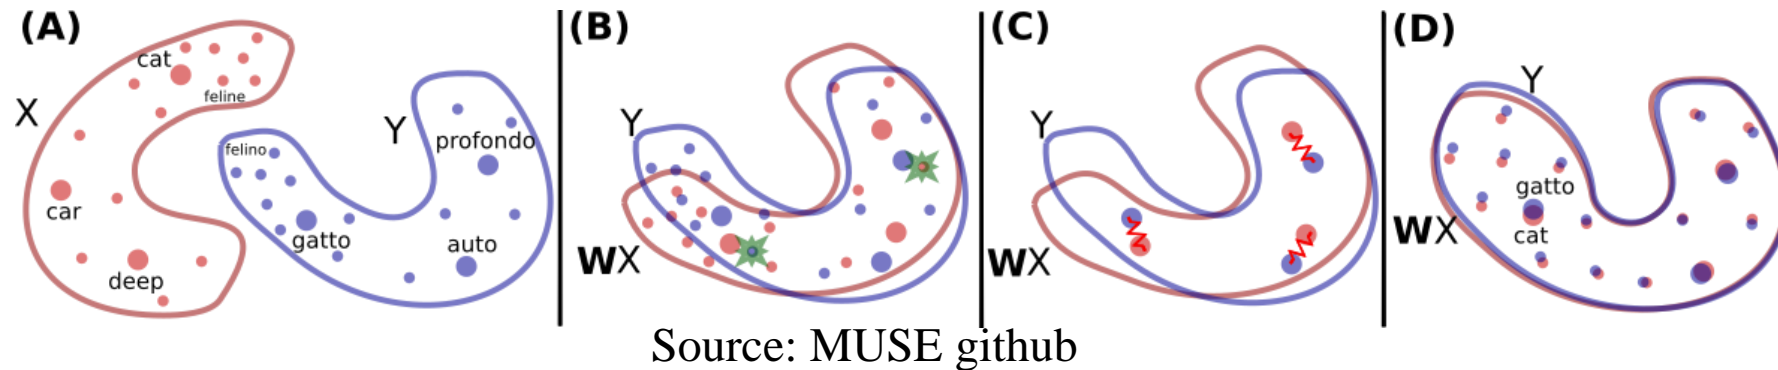 (A)
cat
feline
X
car
deep
felino
Y
profondo
gatto
auto
(B)
Y
WX
(C)
Y
WX
(D)
Y
gatto
cat
WX
Source: MUSE github